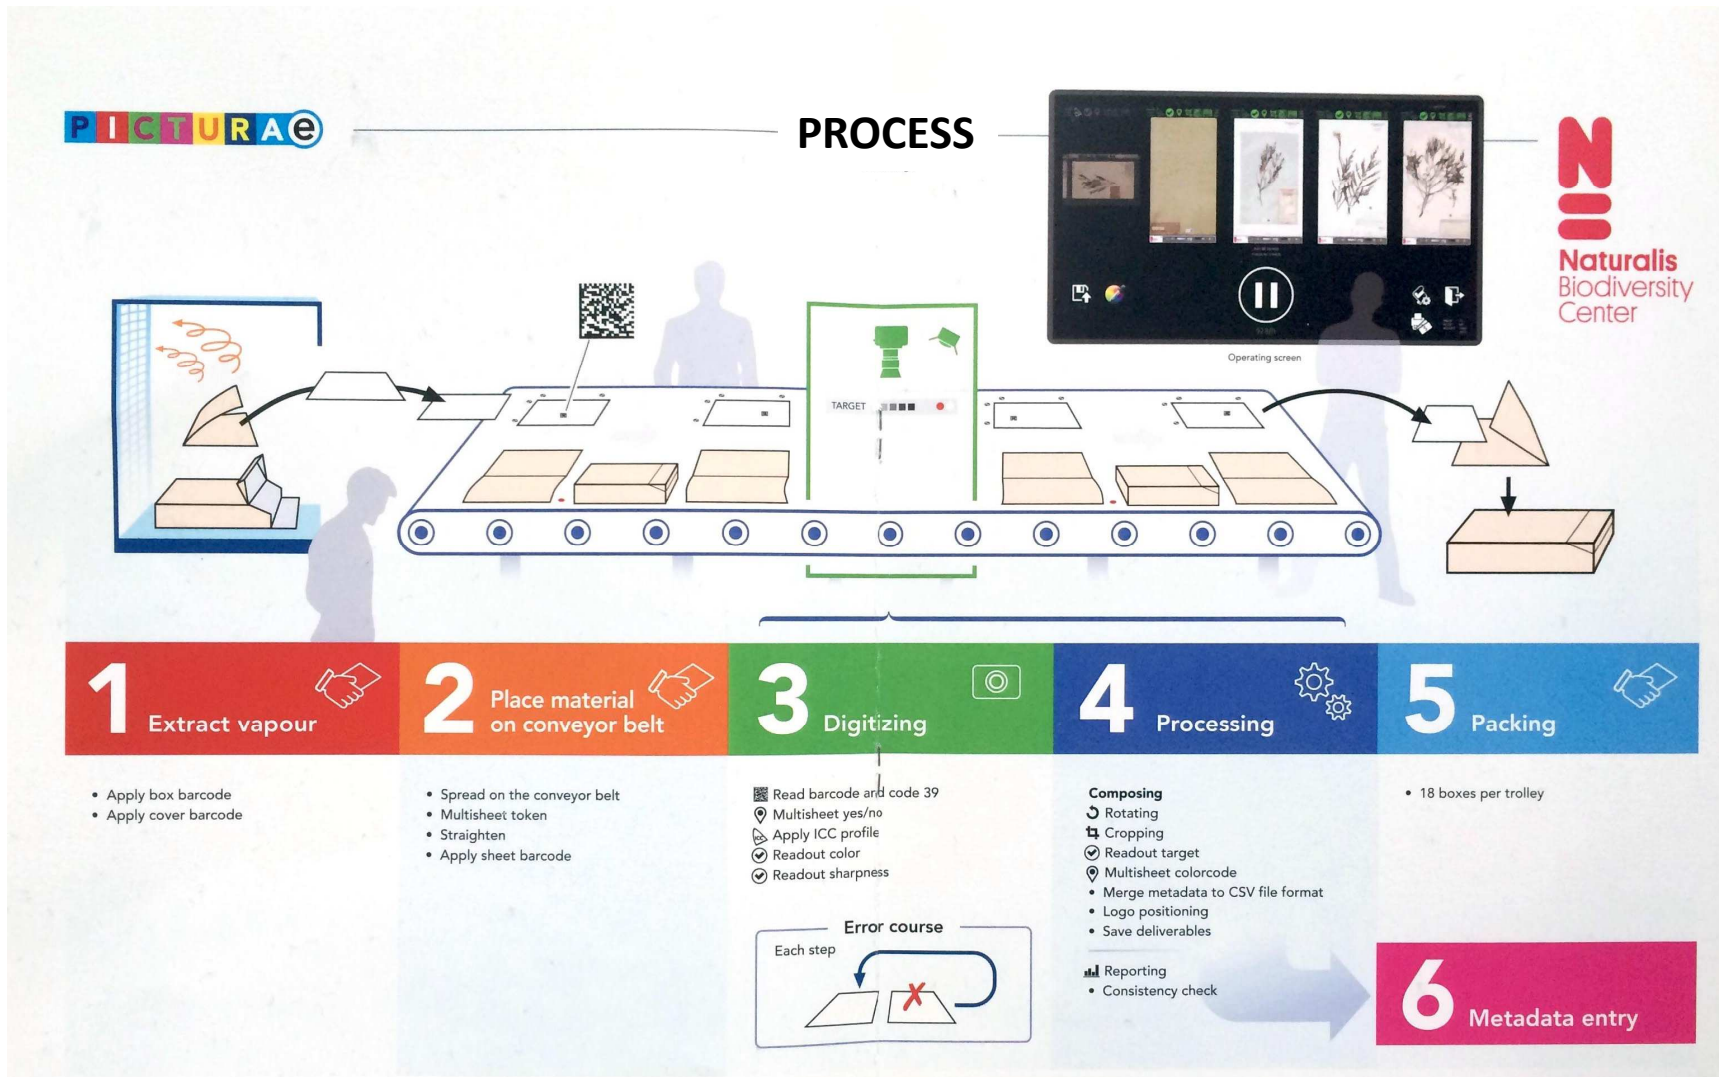 PICTURAe
PROCESS
Naturalis
Biodiversity
Center
Operating screen
TARGET
1 Extract vapour
2 Place material
on conveyor belt
3 Digitizing
4 Processing
5 Packing
• Apply box barcode
• Apply cover barcode
• Spread on the conveyor belt
• Multisheet token
• Straighten
• Apply sheet barcode
Read barcode and code 39
Multisheet yes/no
Apply ICC profile
Readout color
Readout sharpness
Error course
Each step
Composing
Rotating
Cropping
Readout target
Multisheet colorcode
• Merge metadata to CSV file format
• Logo positioning
• Save deliverables
Reporting
• Consistency check
• 18 boxes per trolley
6 Metadata entry